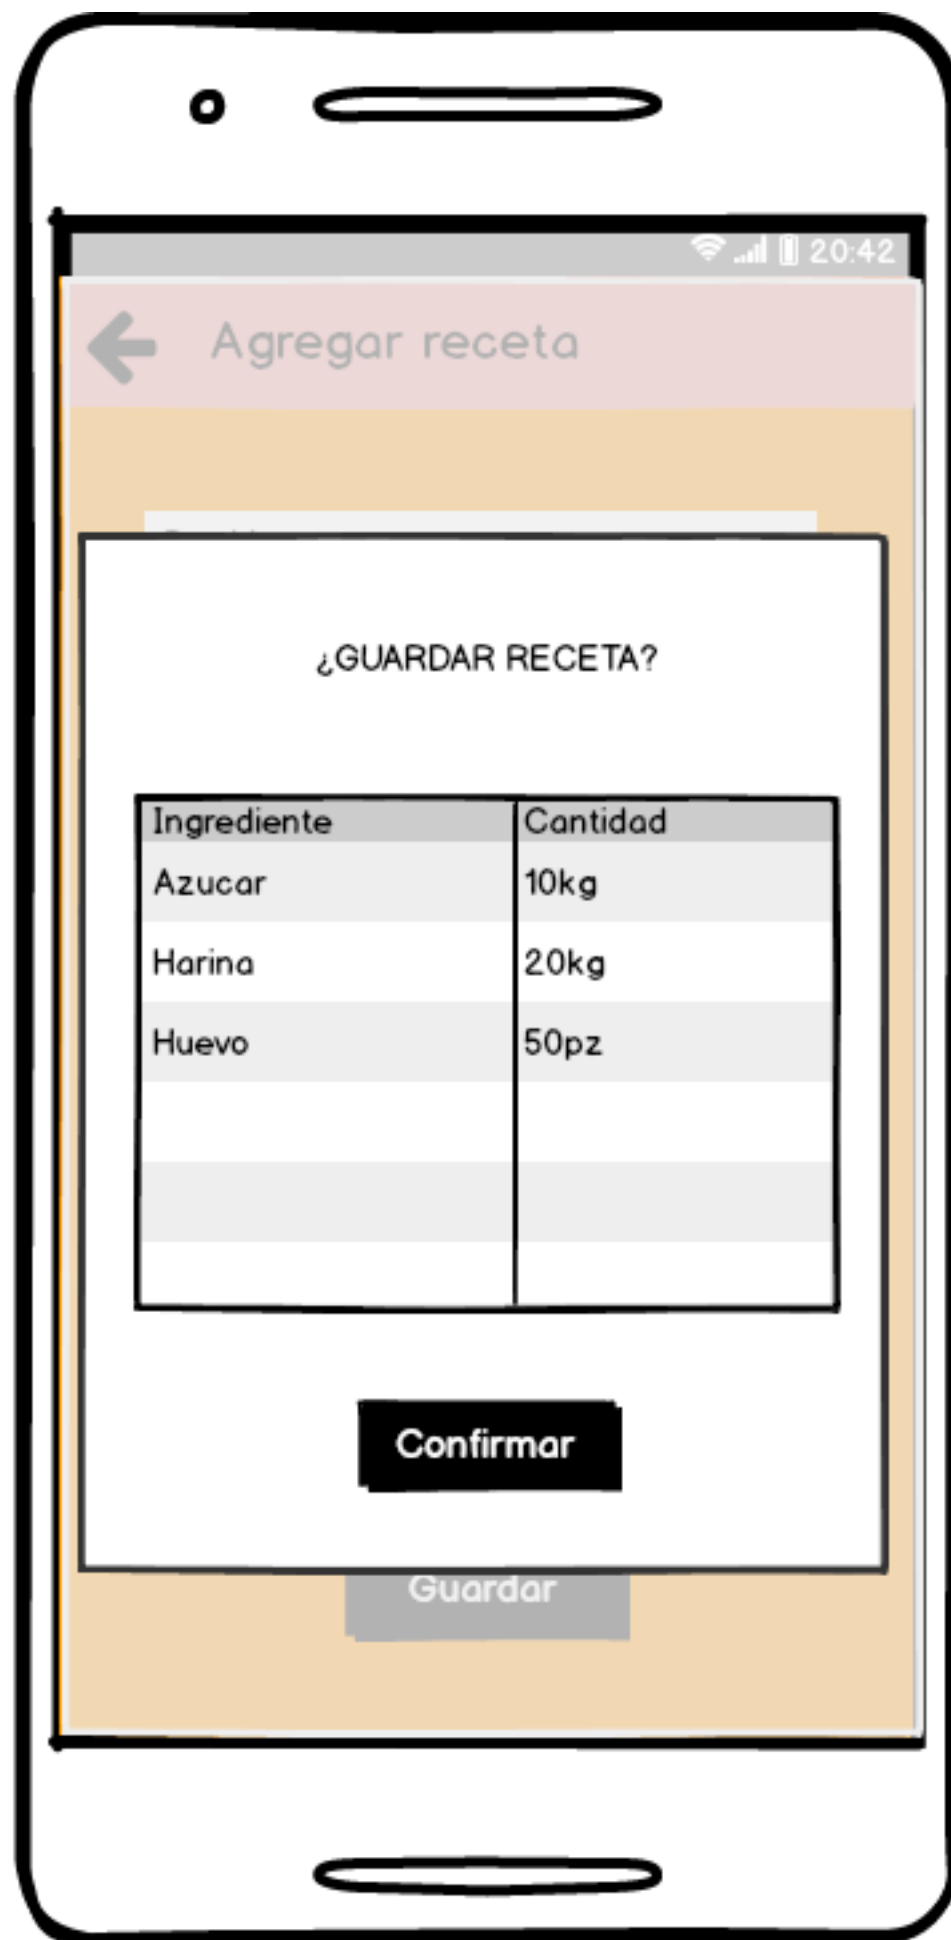 20:42
Agregar receta
¿GUARDAR RECETA?
Ingrediente Cantidad
Azucar 10kg
Harina 20kg
Huevo 50pz
Confirmar
Guardar